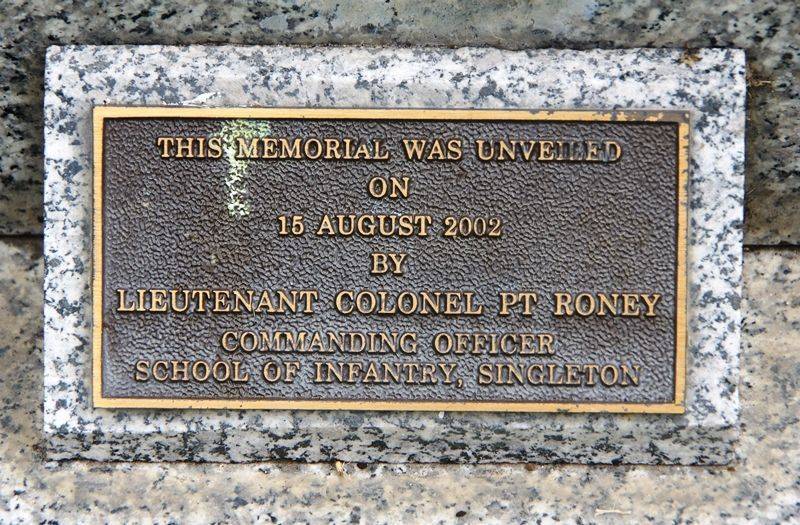 THIS MEMORIAL WAS UNVEILED
ON
15 AUGUST 2002
BY
LIEUTENANT COLONEL PT RONEY
COMMANDING OFFICER
SCHOOL OF INFANTRY, SINGLETON